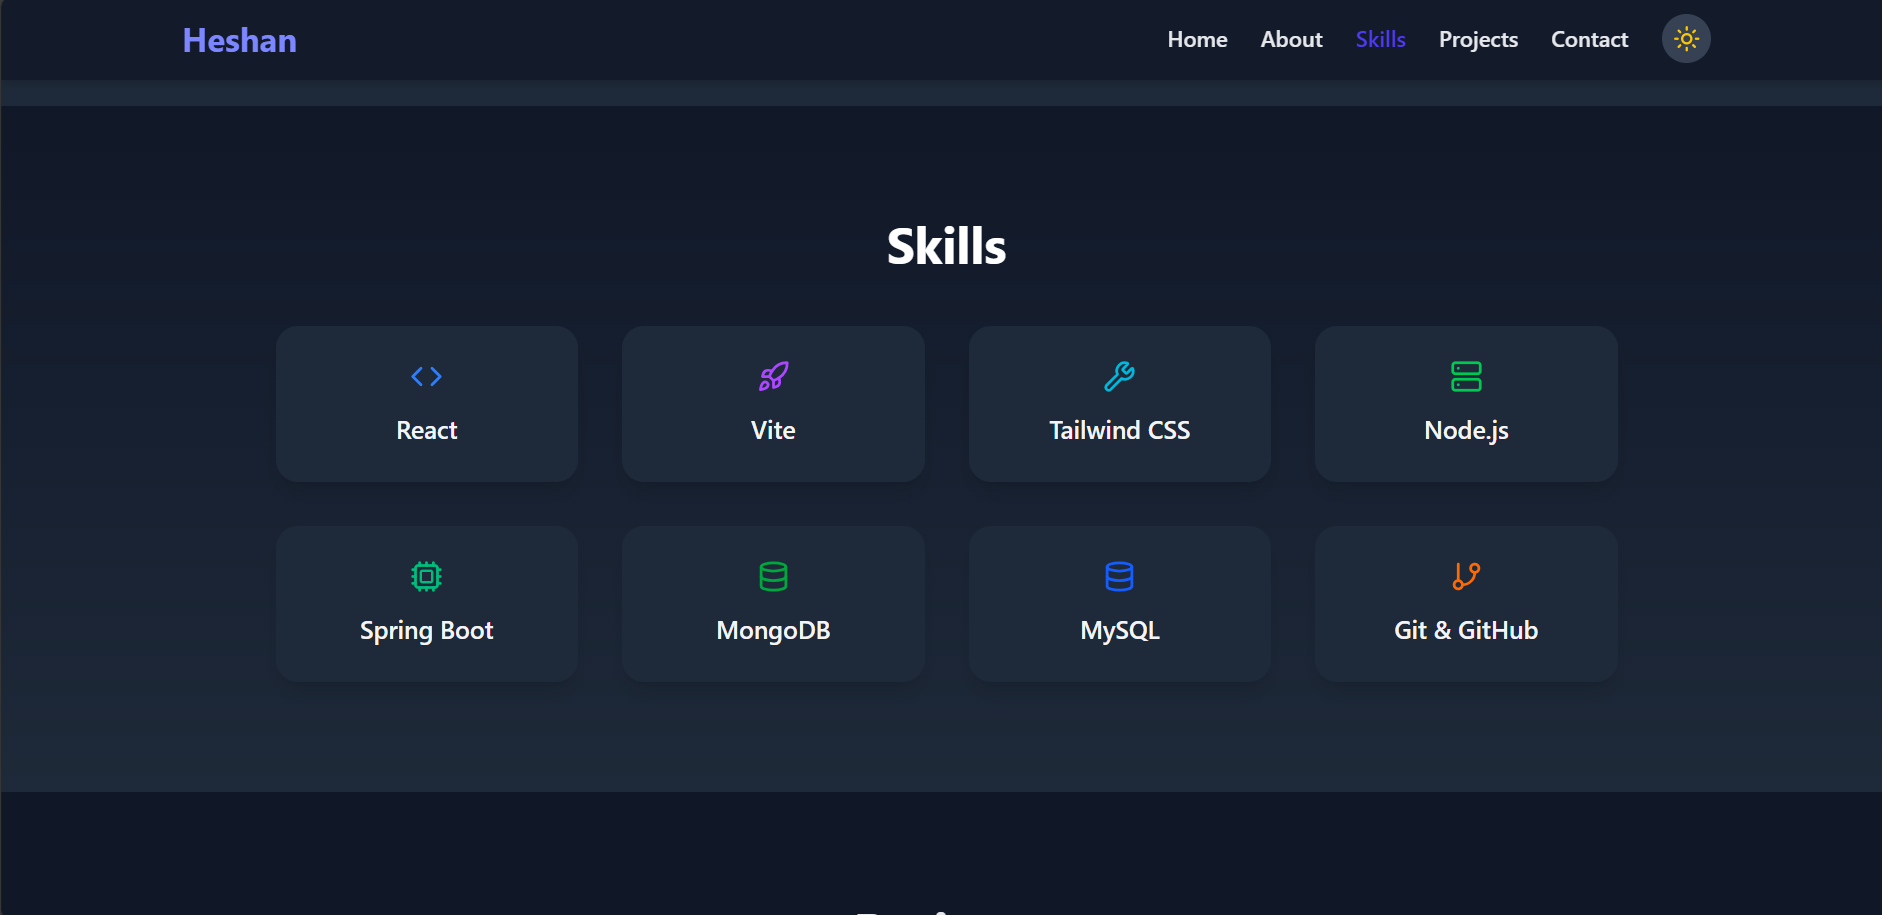 Heshan
Home About Skills Projects Contact
Skills
React
Vite
Tailwind CSS
Node.js
Spring Boot
MongoDB
MySQL
Git & GitHub